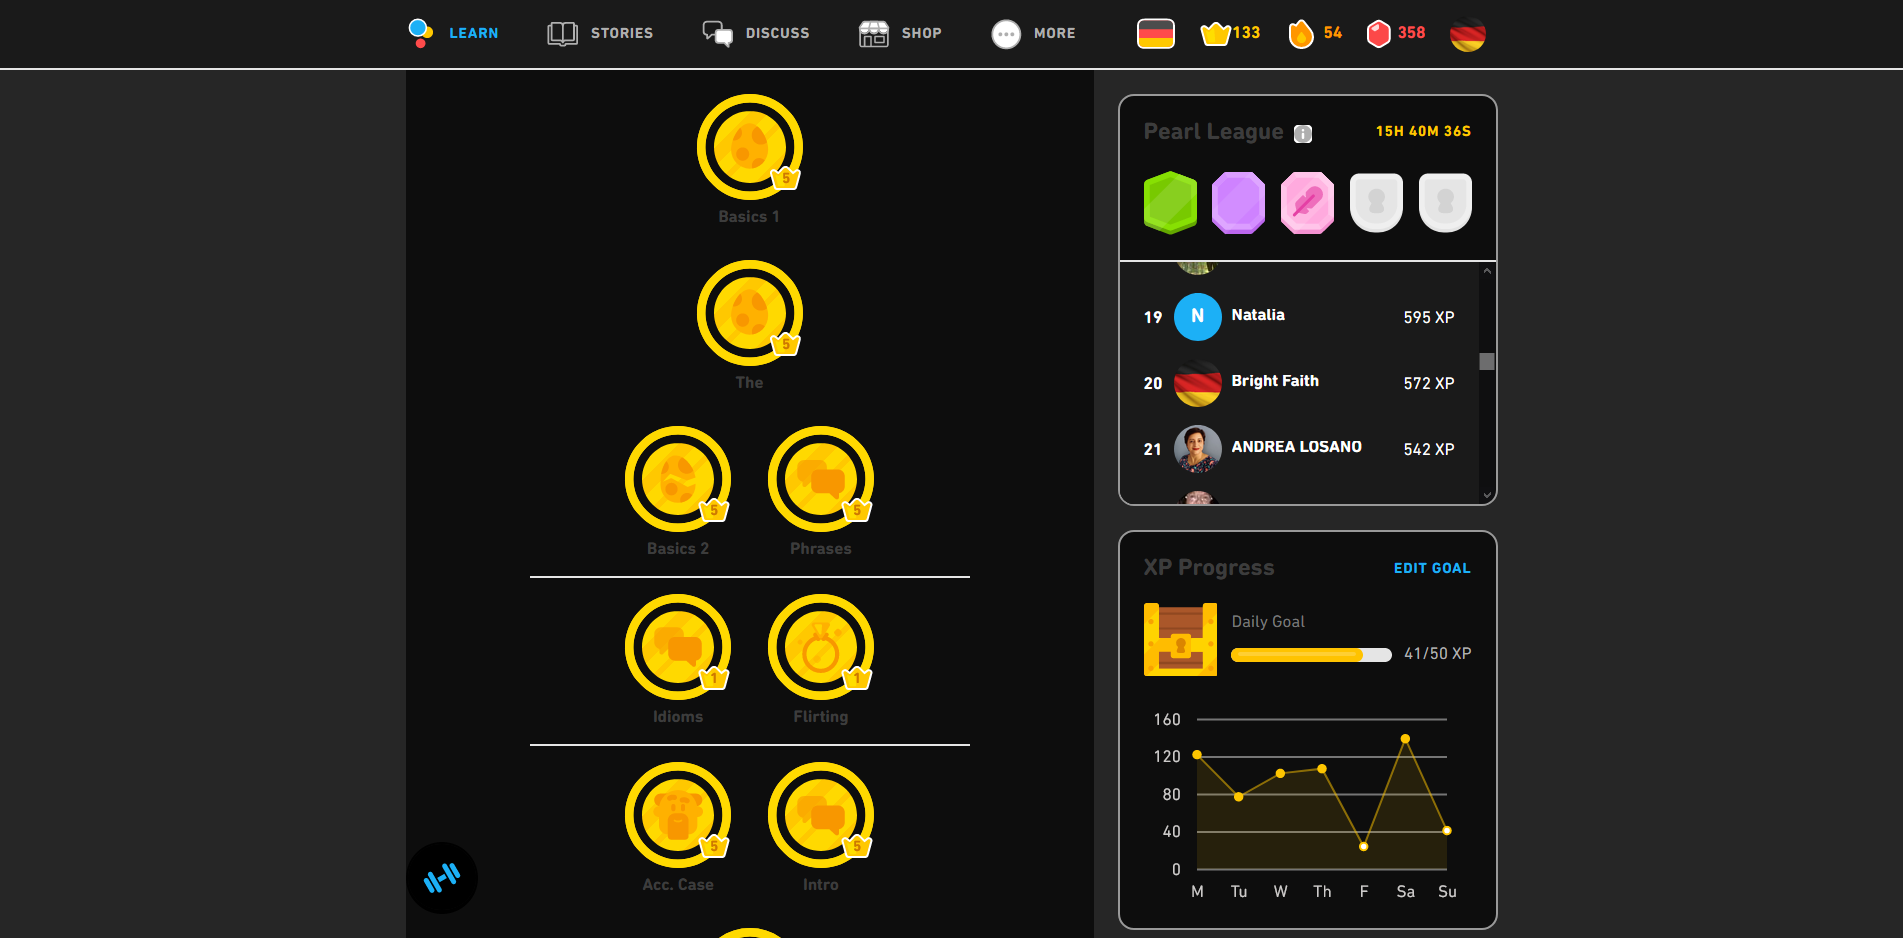 LEARN
STORIES
DISCUSS
SHOP
MORE
133
54
358
5
Basics 1
5
The
5
Basics 2
5
Phrases
1
Idioms
1
Flirting
5
Acc. Case
5
Intro
Pearl League
15H 40M 36S
19 N Natalia 595 XP
20 Bright Faith 572 XP
21 ANDREA LOSANO 542 XP
XP Progress
EDIT GOAL
Daily Goal
41/50 XP
160
120
80
40
0
M Tu W Th F Sa Su